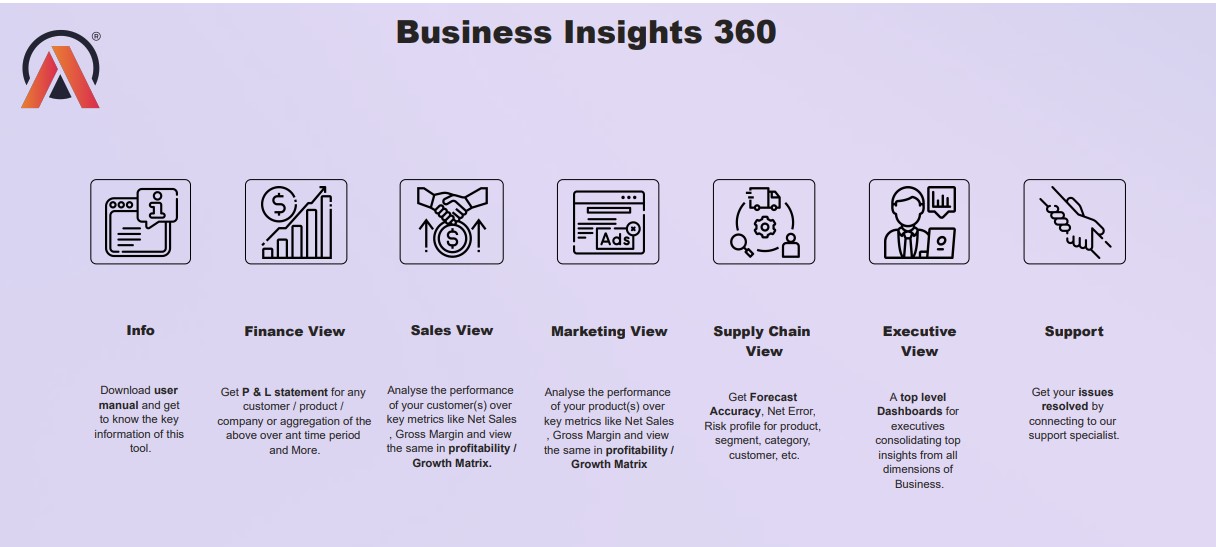 Business Insights 360
®
i
$
$
Ads
Info
Download user
manual and get
to know the key
information of this
tool.
Finance View
Get P & L statement for any
customer / product /
company or aggregation of the
above over ant time period
and More.
Sales View
Analyse the performance
of your customer(s) over
key metrics like Net Sales
, Gross Margin and view
the same in profitability /
Growth Matrix.
Marketing View
Analyse the performance
of your product(s) over
key metrics like Net Sales
, Gross Margin and view
the same in profitability /
Growth Matrix
Supply Chain
View
Get Forecast
Accuracy, Net Error,
Risk profile for product,
segment, category,
customer, etc.
Executive
View
A top level
Dashboards for
executives
consolidating top
insights from all
dimensions of
Business.
Support
Get your issues
resolved by
connecting to our
support specialist.